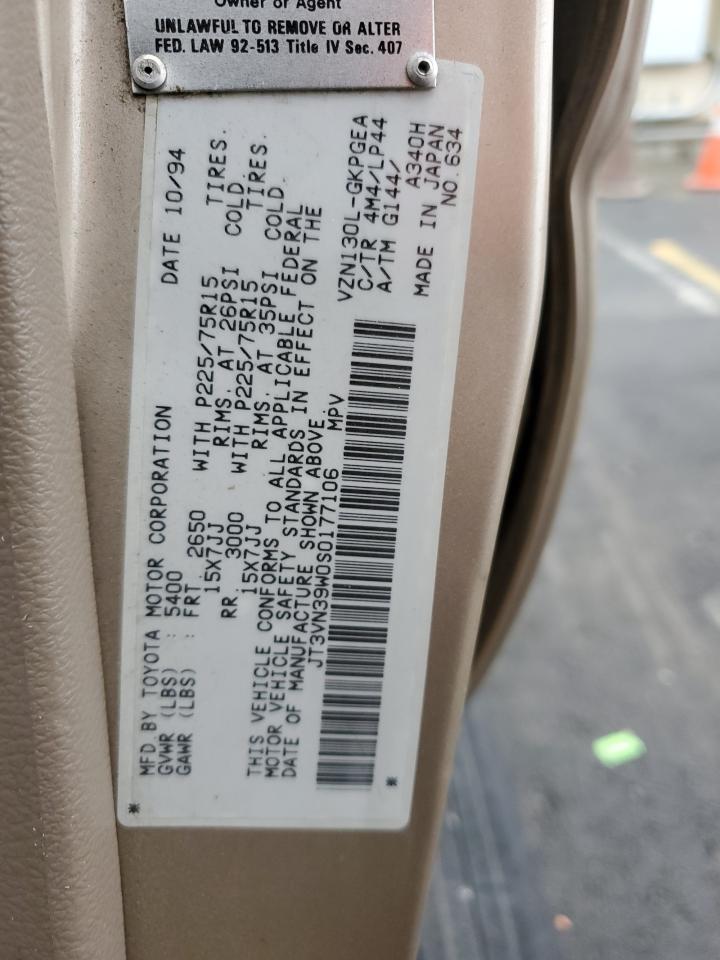 Owner or Agent
UNLAWFUL TO REMOVE OR ALTER
FED. LAW 92-513 Title IV Sec. 407
MFD. BY TOYOTA MOTOR CORPORATION DATE 10/94
GVWR (LBS) : 5400
GAWR (LBS) : FRT. 2650 WITH P225/75R15 TIRES.
15X7JJ RIMS. AT 26PSI COLD
RR. 3000 WITH P225/75R15 TIRES.
15X7JJ RIMS. AT 35PSI COLD
THIS VEHICLE CONFORMS TO ALL APPLICABLE FEDERAL
MOTOR VEHICLE SAFETY STANDARDS IN EFFECT ON THE
DATE OF MANUFACTURE SHOWN ABOVE.
JT3VN39W0S0177106 MPV
VZN130L-GKPGEA
C/TR 4M4/LP44
A/TM G144/ A340H
MADE IN JAPAN
NO.634